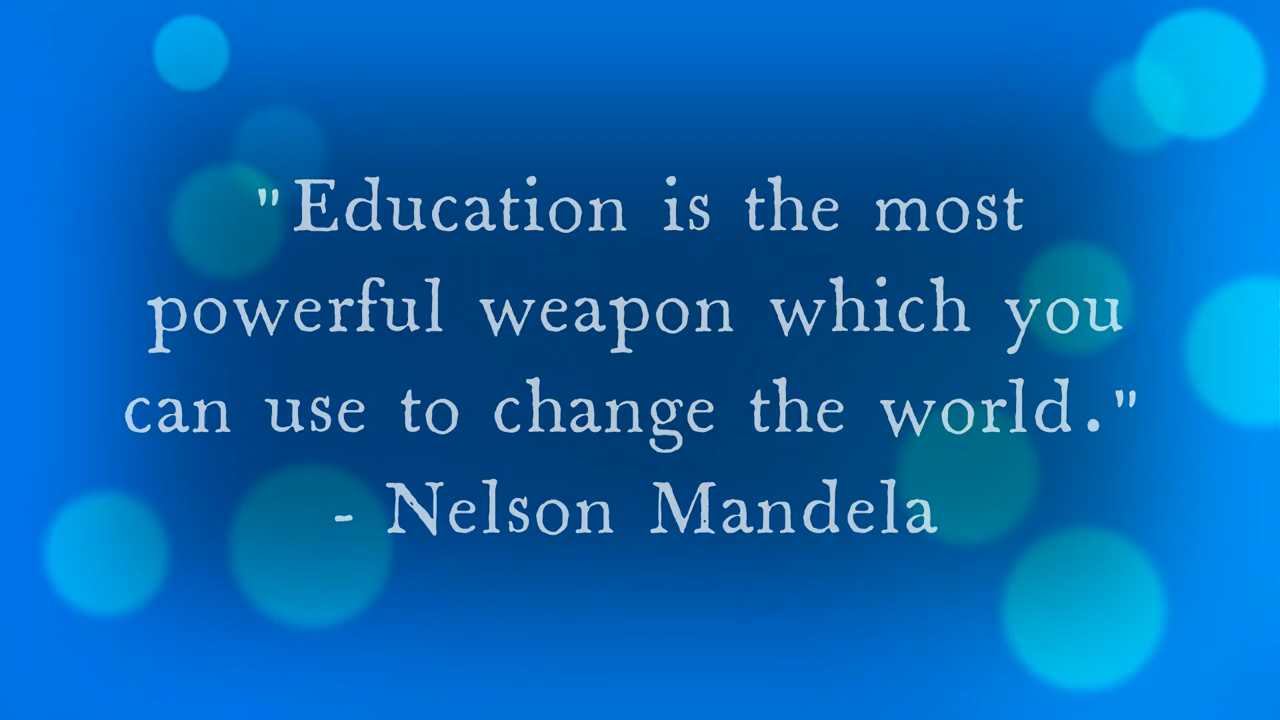 "Education is the most
powerful weapon which you
can use to change the world."
- Nelson Mandela